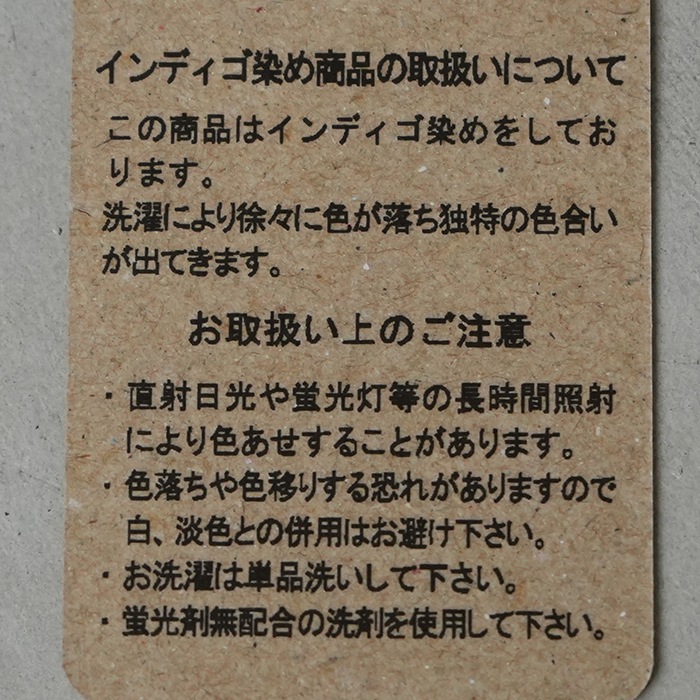 インディゴ染め商品の取扱いについて
この商品はインディゴ染めをしてお
ります。
洗濯により徐々に色が落ち独特の色合い
が出てきます。
お取扱い上のご注意
・直射日光や蛍光灯等の長時間照射
により色あせすることがあります。
・色落ちや色移りする恐れがありますので
白、淡色との併用はお避け下さい。
・お洗濯は単品洗いして下さい。
・蛍光剤無配合の洗剤を使用して下さい。